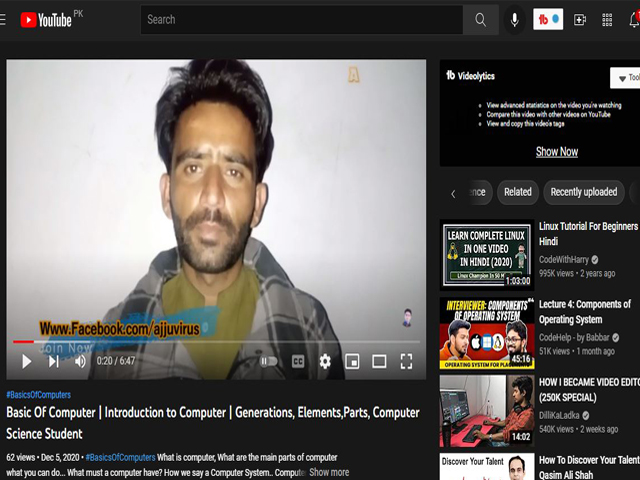 YouTube PK
Search
tb
A
Videolytics
Tool
View advanced statistics on the video you're watching
Compare this video with other videos on YouTube
View and copy this video's tags
Show Now
nce
Related
Recently uploaded
Www.Facebook.com/ajjuvirus
Join Now
0:20 / 6:47
CC
#BasicsOfComputers
Basic Of Computer | Introduction to Computer | Generations, Elements,Parts, Computer
Science Student
62 views • Dec 5, 2020 • #BasicsOfComputers What is computer, What are the main parts of computer
what you can do... What must a computer have? How we say a Computer System.. Compute
Show more
LEARN COMPLETE LINUX
IN ONE VIDEO
IN HINDI (2020)
1:03:00
Linux Tutorial For Beginners
Hindi
CodeWithHarry
995K views • 2 years ago
INTERVIEWER: COMPONENTS
OF OPERATING SYSTEM
OPERATING SYSTEM FOR PLACEMENTS
45:16
Lecture 4: Components of
Operating System
CodeHelp - by Babbar
51K views • 1 month ago
14:02
HOW I BECAME VIDEO EDITO
(250K SPECIAL)
DilliKaLadka
540K views • 2 weeks ago
Discover Your Talent
How To Discover Your Talent
Qasim Ali Shah